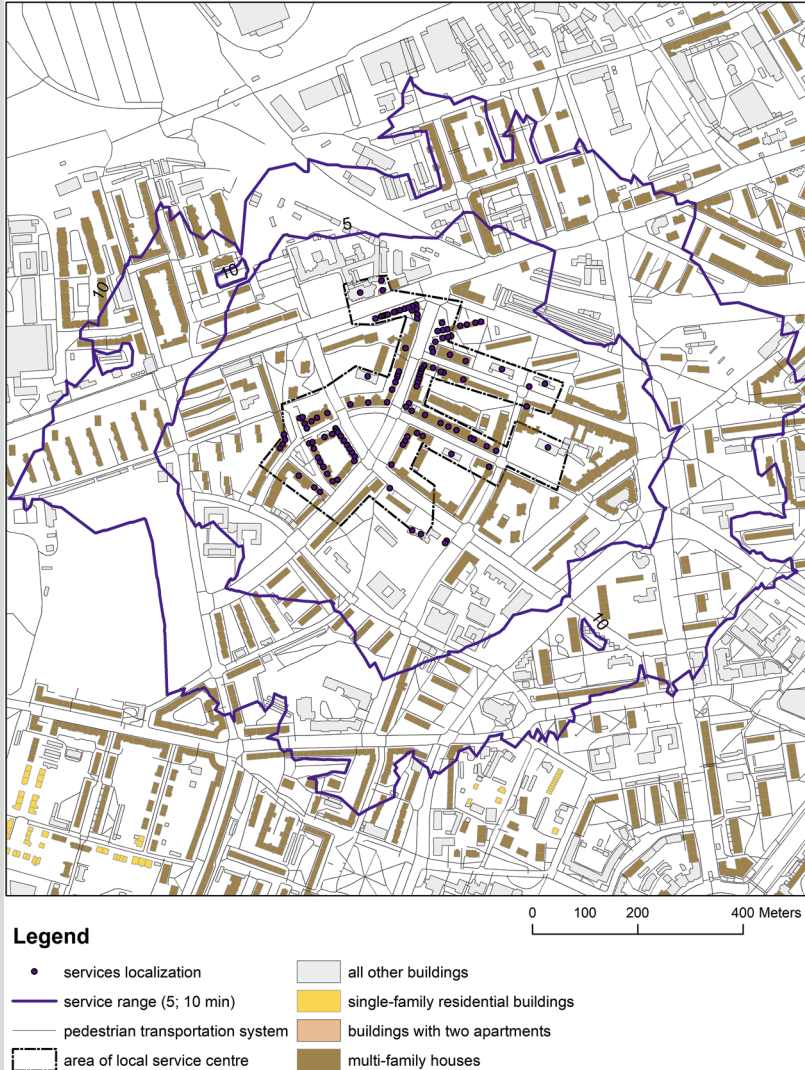 5
10
10
10
0 100 200 400 Meters
Legend
services localization
service range (5; 10 min)
pedestrian transportation system
area of local service centre
all other buildings
single-family residential buildings
buildings with two apartments
multi-family houses